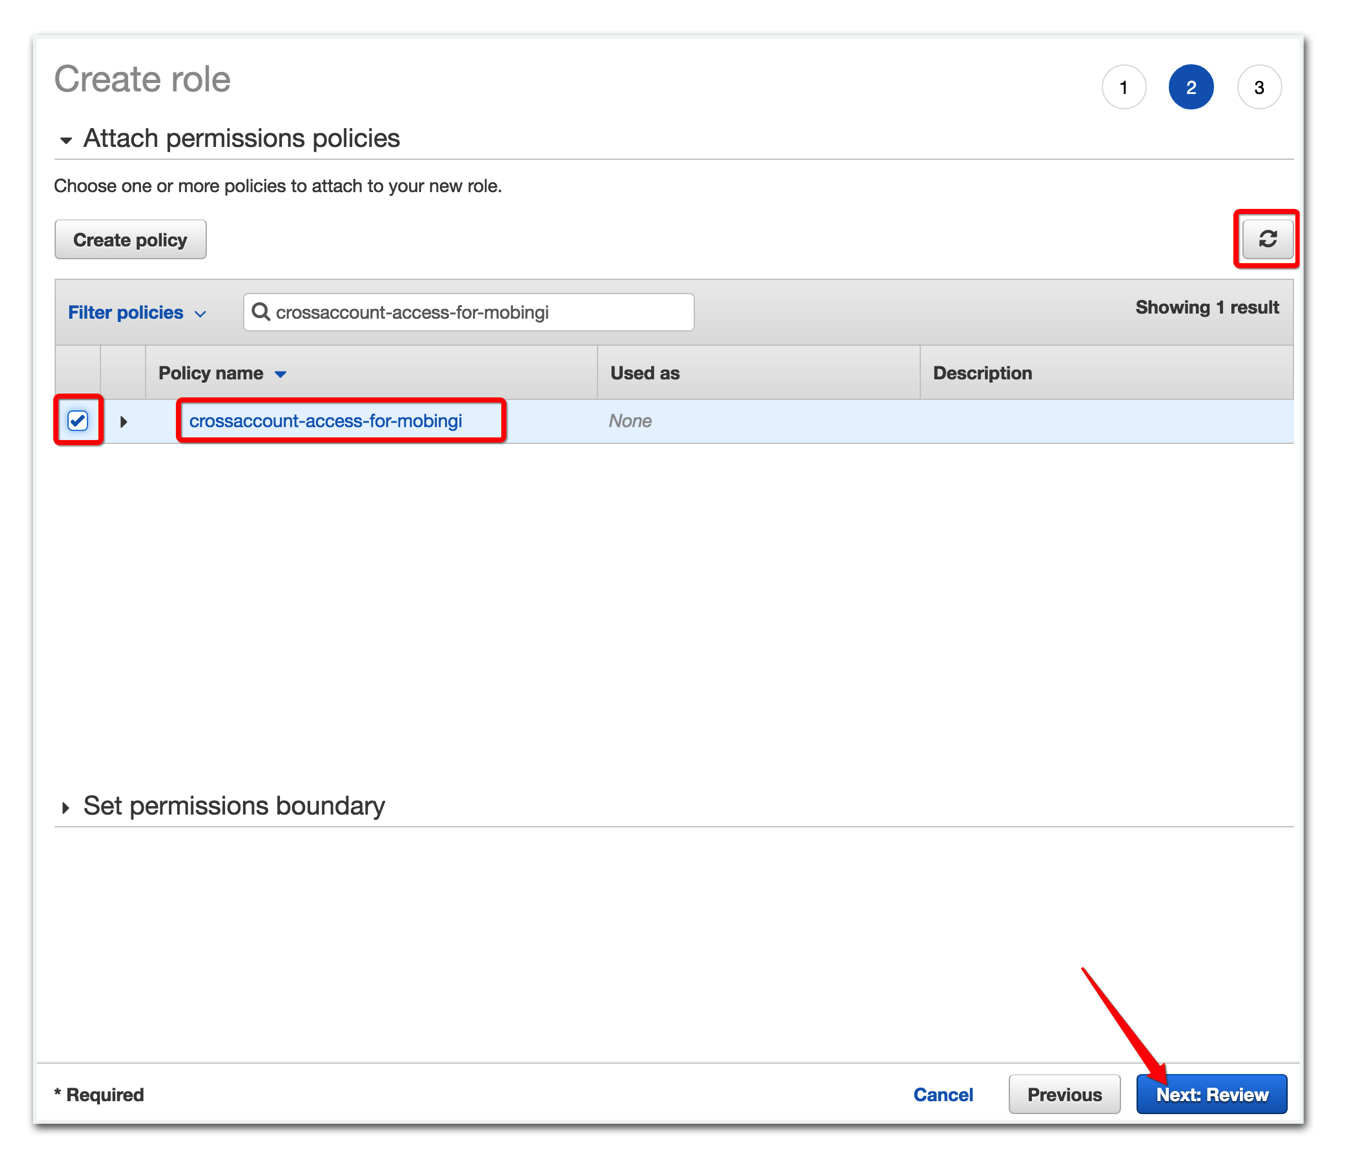 Create role
1 2 3
Attach permissions policies
Choose one or more policies to attach to your new role.
Create policy
Filter policies crossaccount-access-for-mobingi Showing 1 result
Policy name Used as Description
crossaccount-access-for-mobingi None
Set permissions boundary
* Required Cancel Previous Next: Review